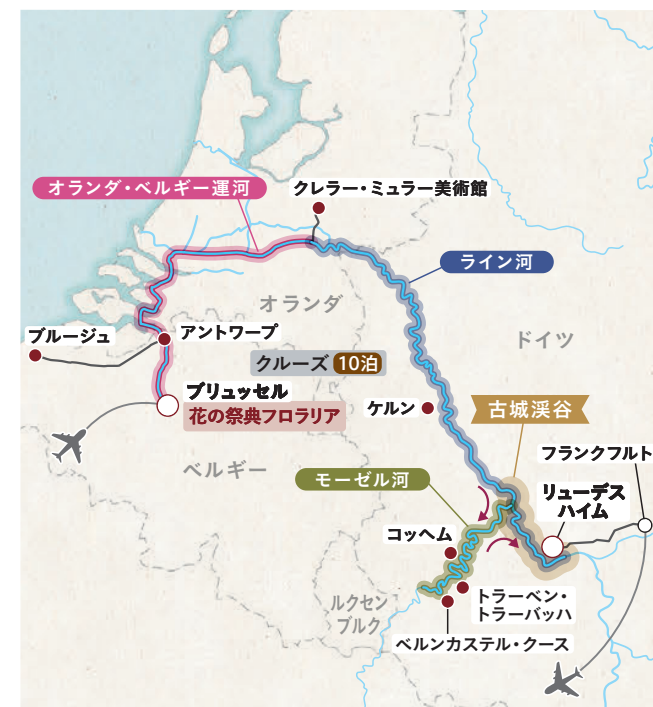 オランダ・ベルギー運河
クレラー・ミュラー美術館
ライン河
オランダ
ドイツ
ブルージュ
アントワープ
クルーズ 10泊
ブリュッセル
花の祭典フロラリア
ケルン
古城渓谷
フランクフルト
ベルギー
モーゼル河
リューデス
ハイム
コッヘム
ルクセン
ブルク
トラーベン・
トラーバッハ
ベルンカステル・クース